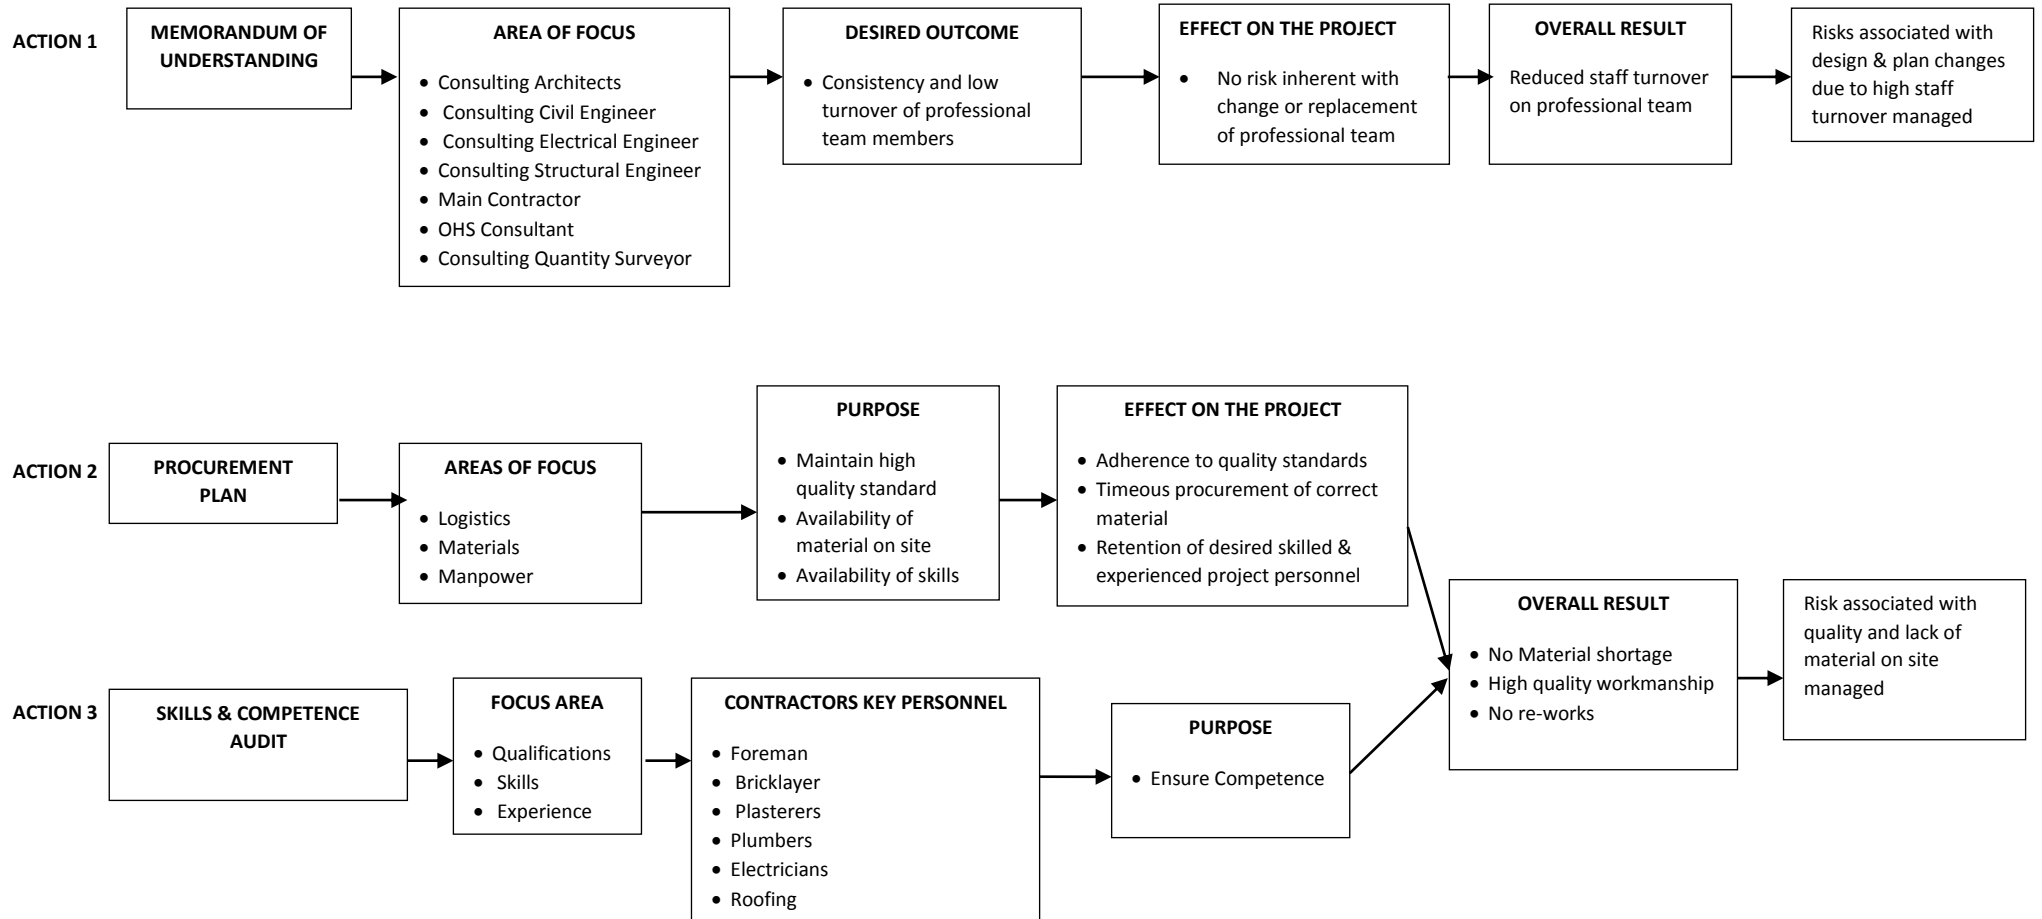 ACTION 1
MEMORANDUM OF
UNDERSTANDING
AREA OF FOCUS
• Consulting Architects
• Consulting Civil Engineer
• Consulting Electrical Engineer
• Consulting Structural Engineer
• Main Contractor
• OHS Consultant
• Consulting Quantity Surveyor
DESIRED OUTCOME
• Consistency and low
turnover of professional
team members
EFFECT ON THE PROJECT
• No risk inherent with
change or replacement
of professional team
OVERALL RESULT
Reduced staff turnover
on professional team
Risks associated with
design & plan changes
due to high staff
turnover managed
ACTION 2
PROCUREMENT
PLAN
AREAS OF FOCUS
• Logistics
• Materials
• Manpower
PURPOSE
• Maintain high
quality standard
• Availability of
material on site
• Availability of skills
EFFECT ON THE PROJECT
• Adherence to quality standards
• Timeous procurement of correct
material
• Retention of desired skilled &
experienced project personnel
ACTION 3
SKILLS & COMPETENCE
AUDIT
FOCUS AREA
• Qualifications
• Skills
• Experience
CONTRACTORS KEY PERSONNEL
• Foreman
• Bricklayer
• Plasterers
• Plumbers
• Electricians
• Roofing
PURPOSE
• Ensure Competence
OVERALL RESULT
• No Material shortage
• High quality workmanship
• No re-works
Risk associated with
quality and lack of
material on site
managed